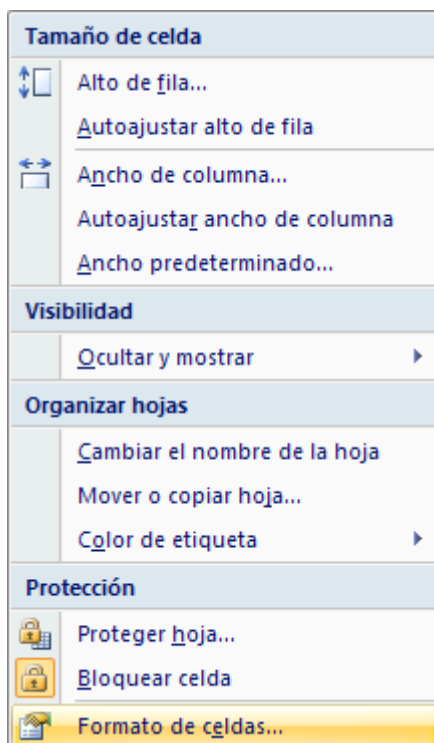 Tamaño de celda
Alto de fila...
Autoajustar alto de fila
Ancho de columna...
Autoajustar ancho de columna
Ancho predeterminado...
Visibilidad
Ocultar y mostrar
Organizar hojas
Cambiar el nombre de la hoja
Mover o copiar hoja...
Color de etiqueta
Protección
Proteger hoja...
Bloquear celda
Formato de celdas...